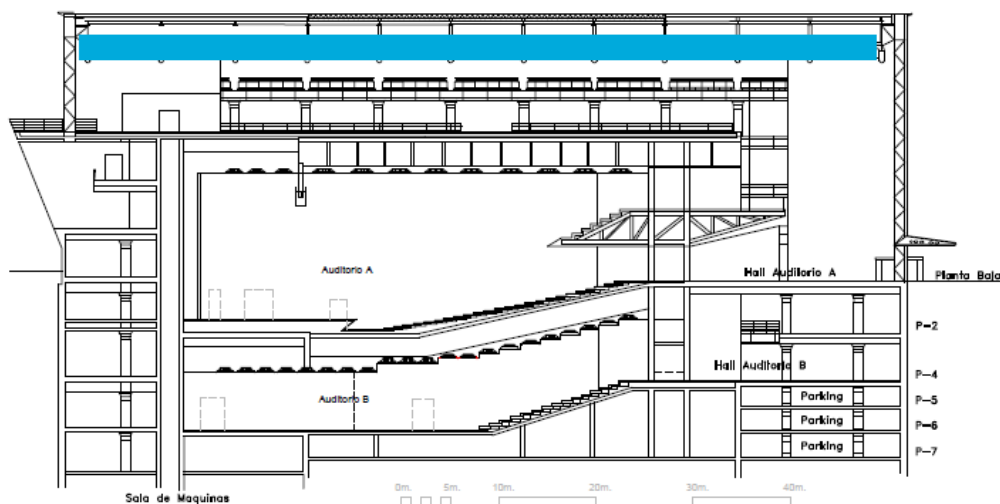 Auditorio A
Hall Auditorio A
Planta Baja
P-2
Hall Auditorio B
P-4
Auditorio B
Parking
P-5
Parking
P-6
Parking
P-7
Sala de Maquinas
0m. 5m. 10m. 20m. 30m. 40m.